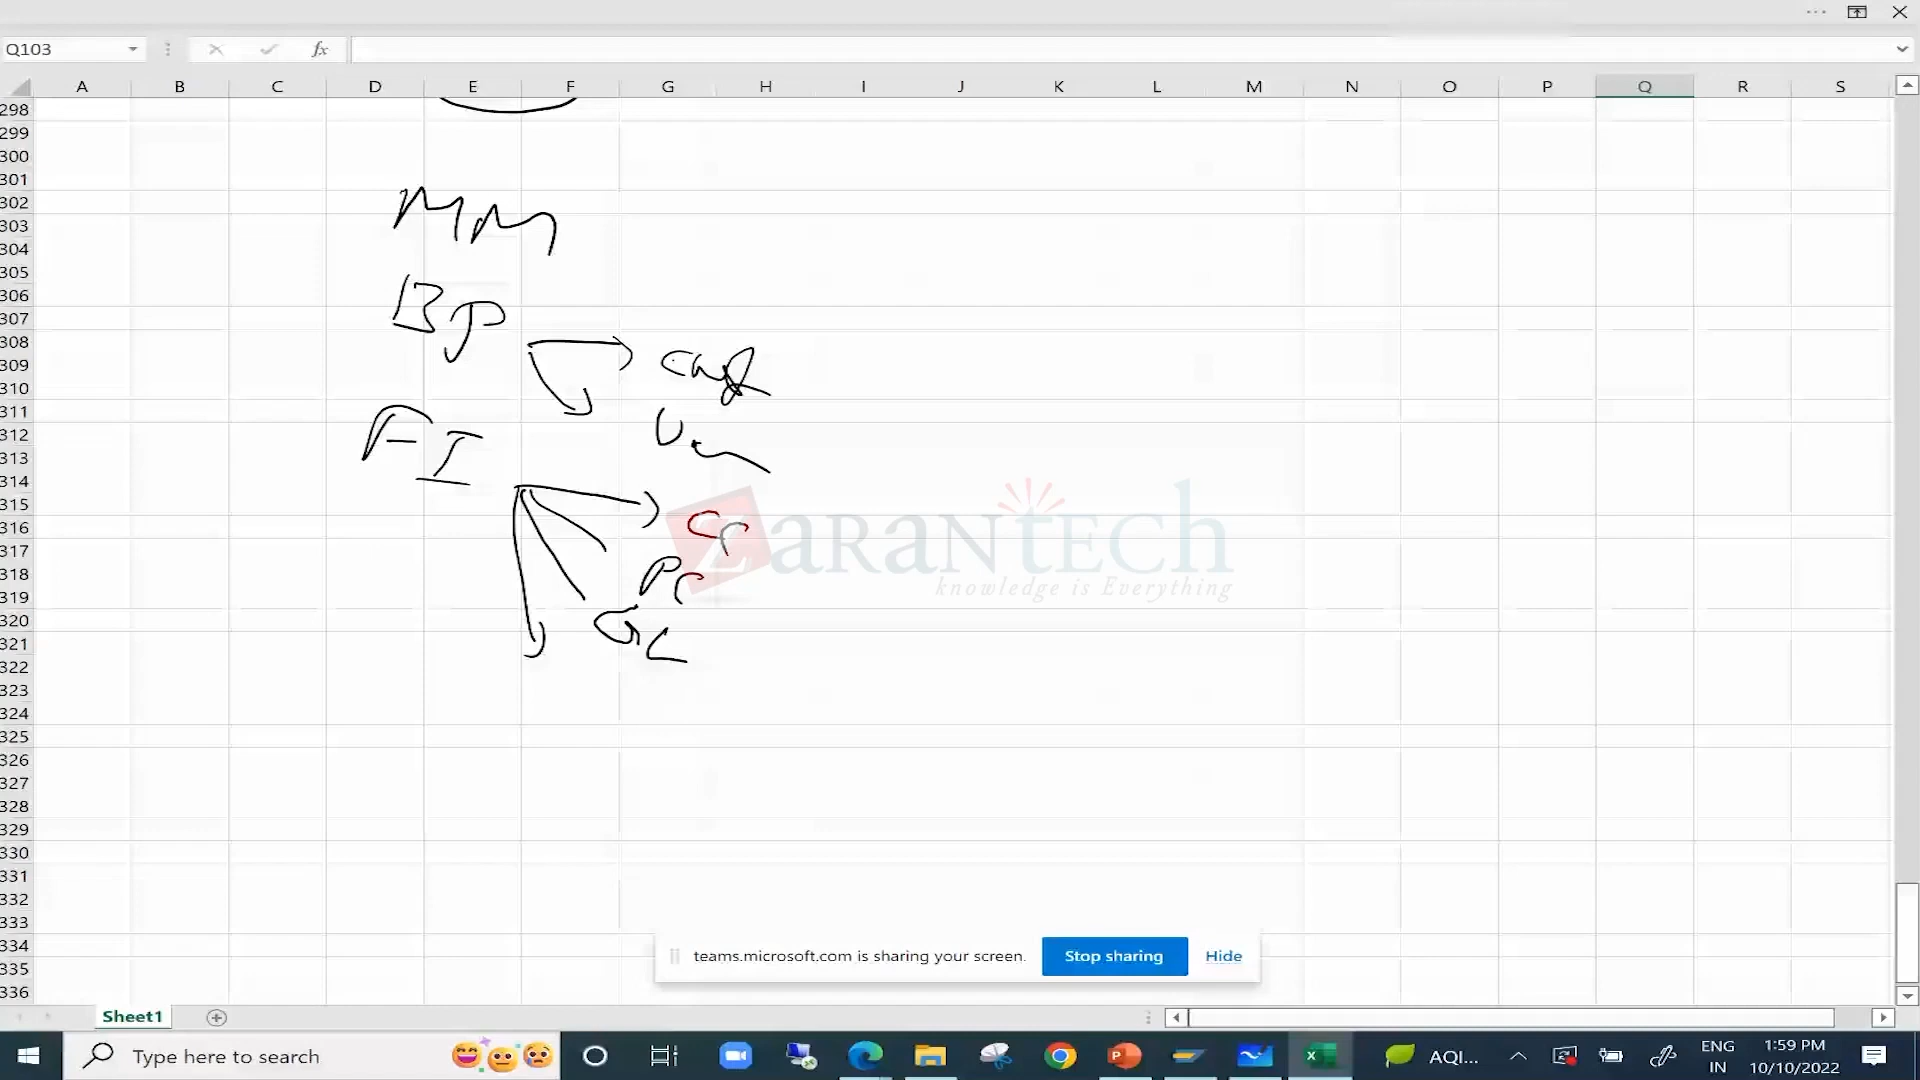 Q103
fx
A B C D E F G H I J K L M N O P Q R S
298
299
300
301
302
303
304
305
306
307
308
309
310
311
312
313
314
315
316
317
318
319
320
321
322
323
324
325
326
327
328
329
330
331
332
333
334
335
336
MM
BP
FI
PC
GL
ZARANTECH
knowledge is Everything
teams.microsoft.com is sharing your screen. Stop sharing Hide
Sheet1
Type here to search
AQI...
ENG
IN
1:59 PM
10/10/2022